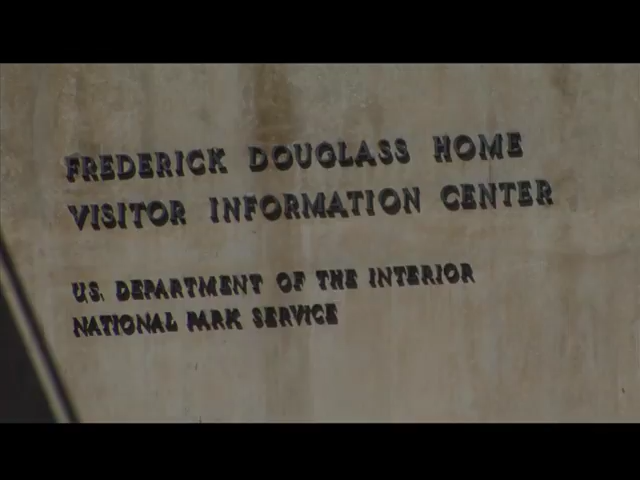 FREDERICK DOUGLASS HOME
VISITOR INFORMATION CENTER
U.S. DEPARTMENT OF THE INTERIOR
NATIONAL PARK SERVICE